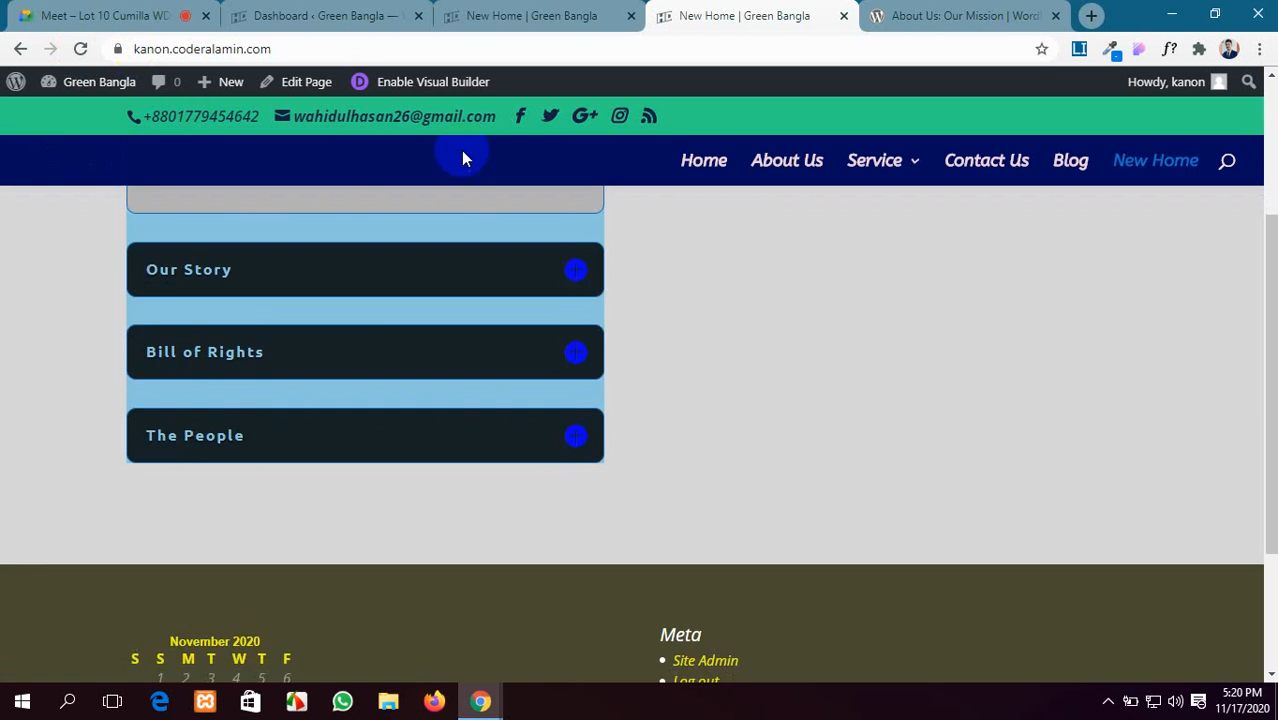 Meet – Lot 10 Cumilla WD
Dashboard ‹ Green Bangla —
New Home | Green Bangla
New Home | Green Bangla
About Us: Our Mission | Word
kanon.coderalamin.com
Green Bangla
0
New
Edit Page
Enable Visual Builder
Howdy, kanon
+8801779454642
wahidulhasan26@gmail.com
Home
About Us
Service
Contact Us
Blog
New Home
Our Story
Bill of Rights
The People
November 2020
S S M T W T F
1 2 3 4 5 6
Meta
Site Admin
Log out
5:20 PM
11/17/2020